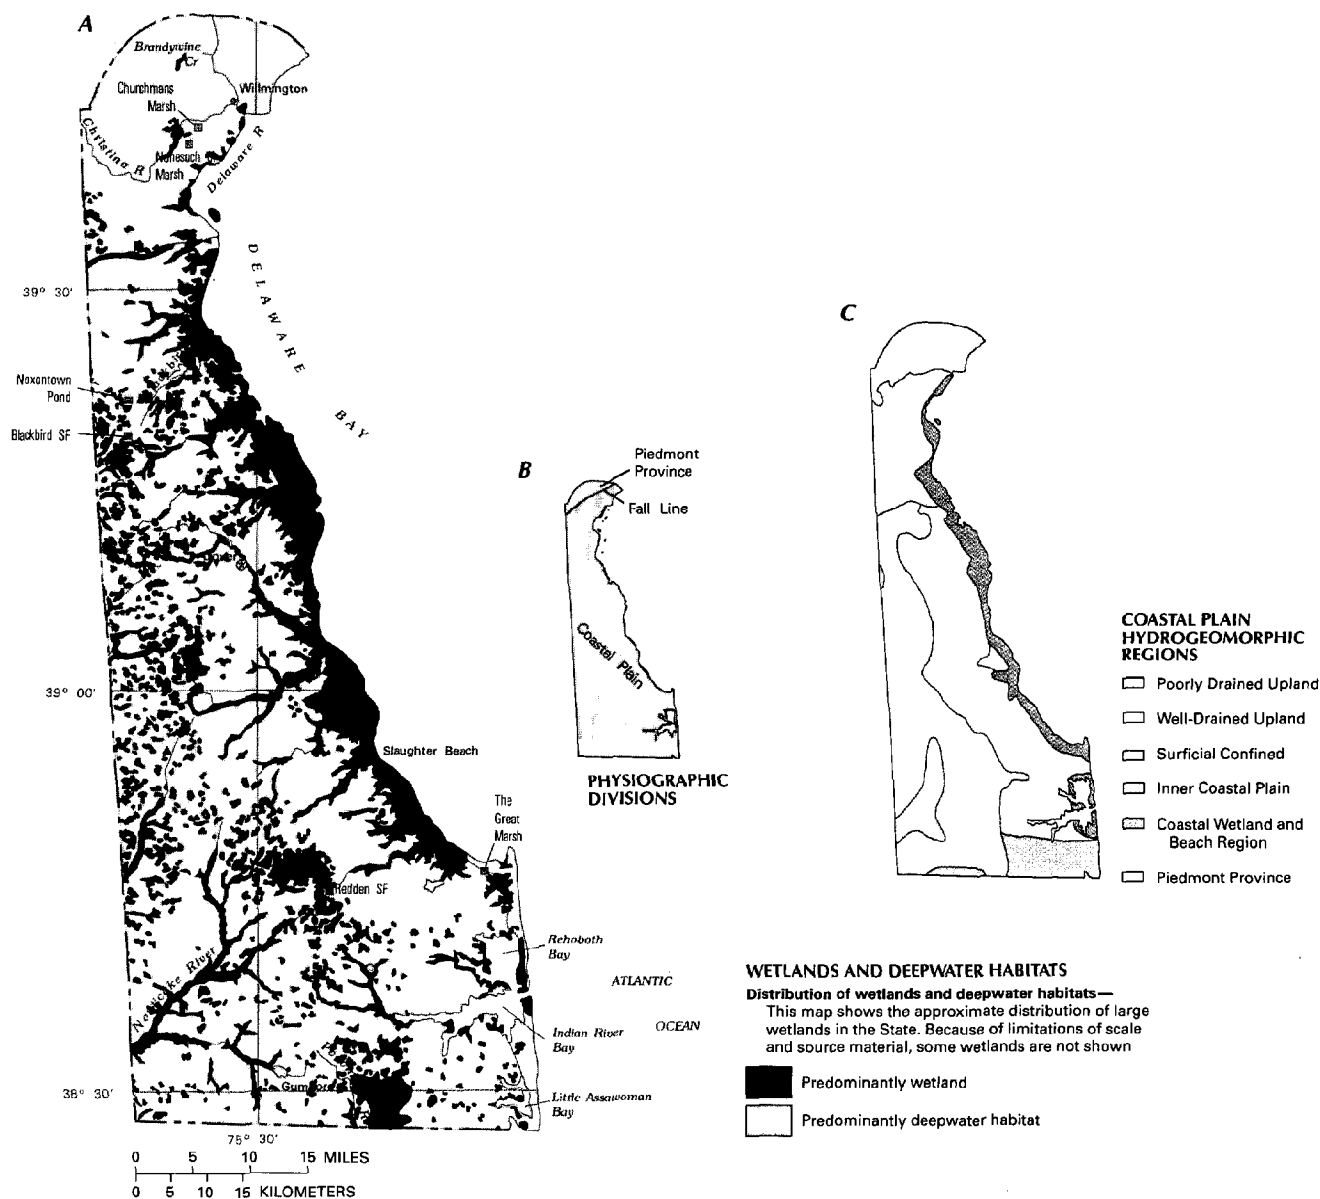 A
Brandywine
Cr
Churchmans
Marsh
Wilmington
Christina R
Nonesuch
Marsh
Delaware R
DELAWARE
BAY
39° 30'
Noxontown
Pond
Blackbird SF
39° 00'
Slaughter Beach
The
Great
Marsh
Redden SF
Rehoboth
Bay
ATLANTIC
OCEAN
Nanticoke River
Indian River
Bay
38° 30'
Little Assawoman
Bay
75° 30'
0 5 10 15 MILES
0 5 10 15 KILOMETERS
B
Piedmont
Province
Fall Line
Coastal Plain
PHYSIOGRAPHIC
DIVISIONS
C
COASTAL PLAIN
HYDROGEOMORPHIC
REGIONS
Poorly Drained Upland
Well-Drained Upland
Surficial Confined
Inner Coastal Plain
Coastal Wetland and
Beach Region
Piedmont Province
WETLANDS AND DEEPWATER HABITATS
Distribution of wetlands and deepwater habitats—
This map shows the approximate distribution of large
wetlands in the State. Because of limitations of scale
and source material, some wetlands are not shown
Predominantly wetland
Predominantly deepwater habitat